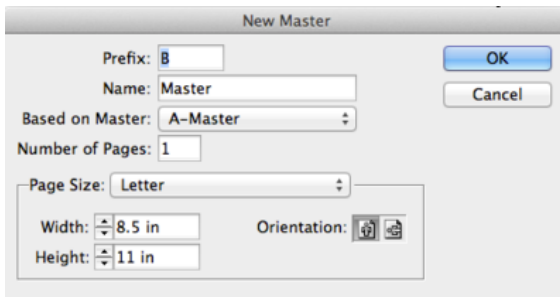 New Master
Prefix: B
OK
Name: Master
Cancel
Based on Master: A-Master
Number of Pages: 1
Page Size: Letter
Width: 8.5 in
Orientation:
Height: 11 in